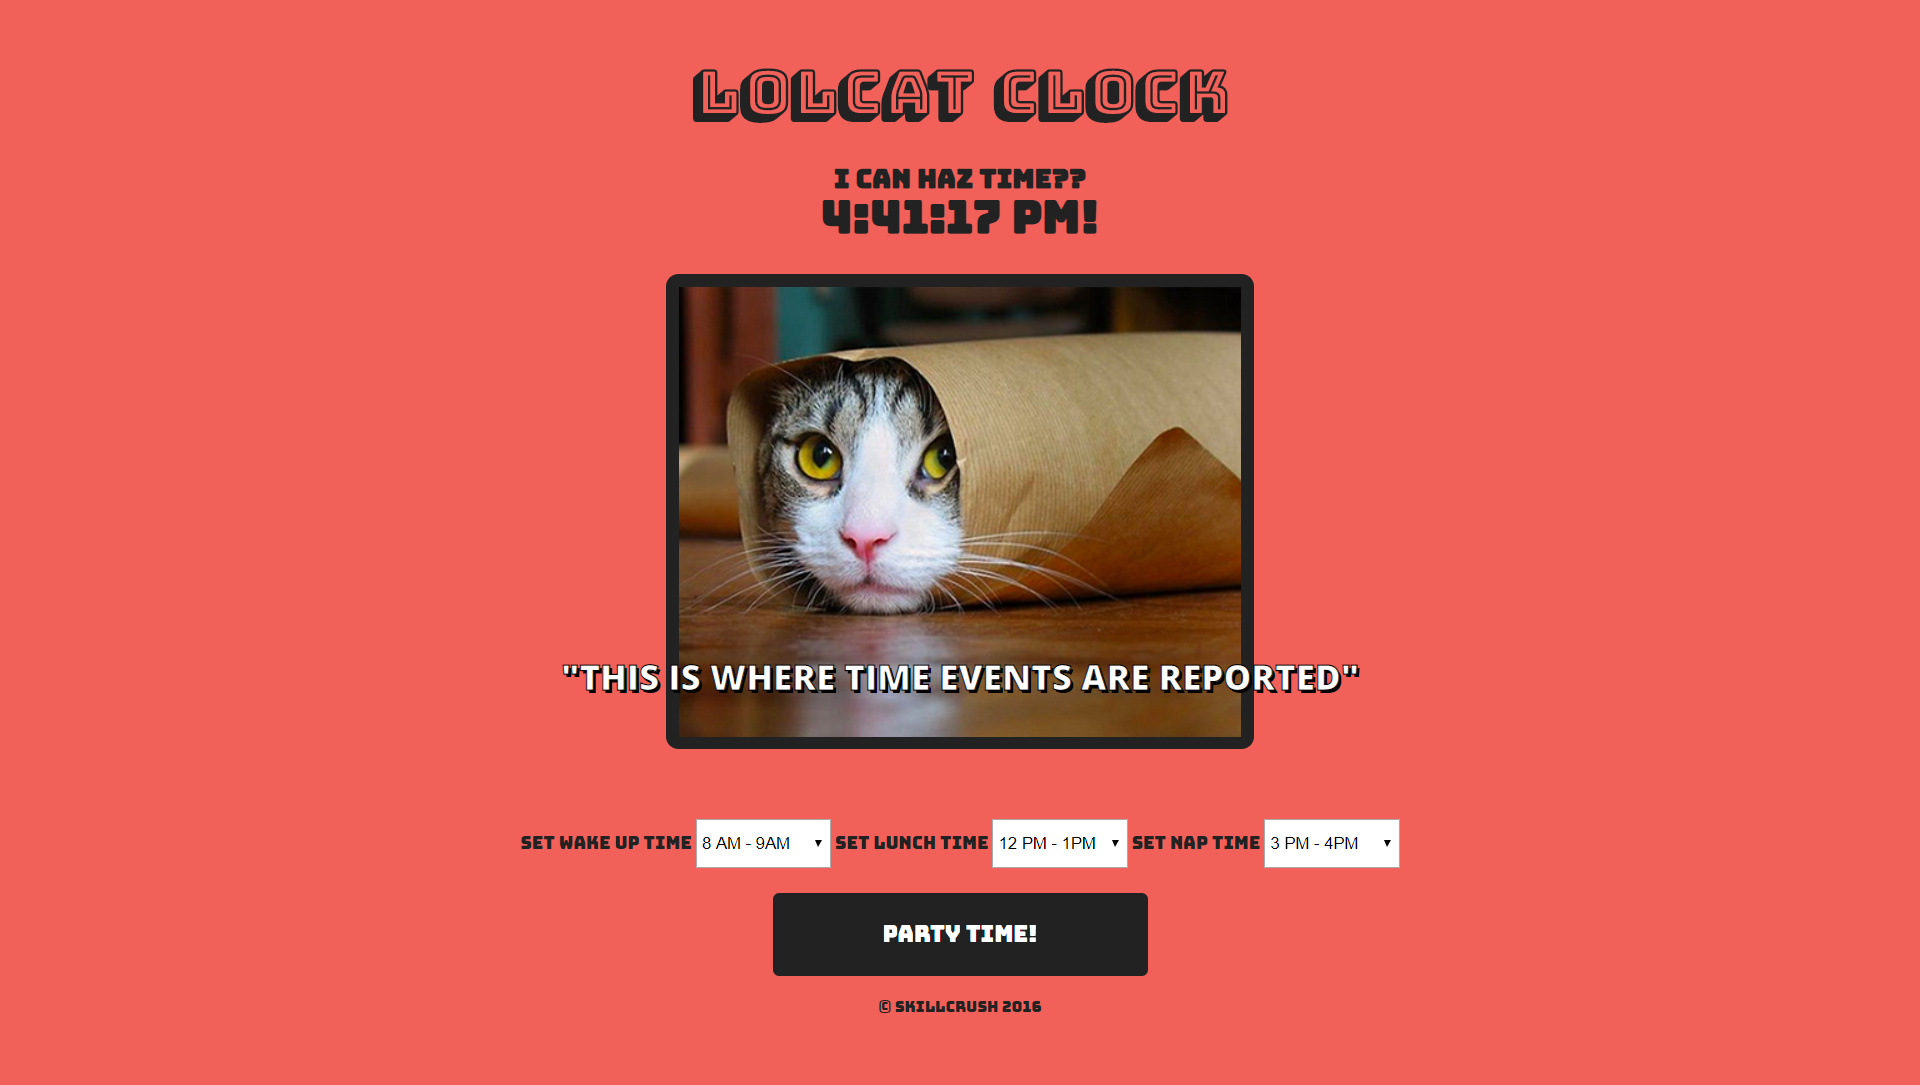 LOLCAT CLOCK
I CAN HAZ TIME??
4:41:17 PM!
"THIS IS WHERE TIME EVENTS ARE REPORTED"
SET WAKE UP TIME 8 AM - 9AM SET LUNCH TIME 12 PM - 1PM SET NAP TIME 3 PM - 4PM
PARTY TIME!
© SKILLCRUSH 2016